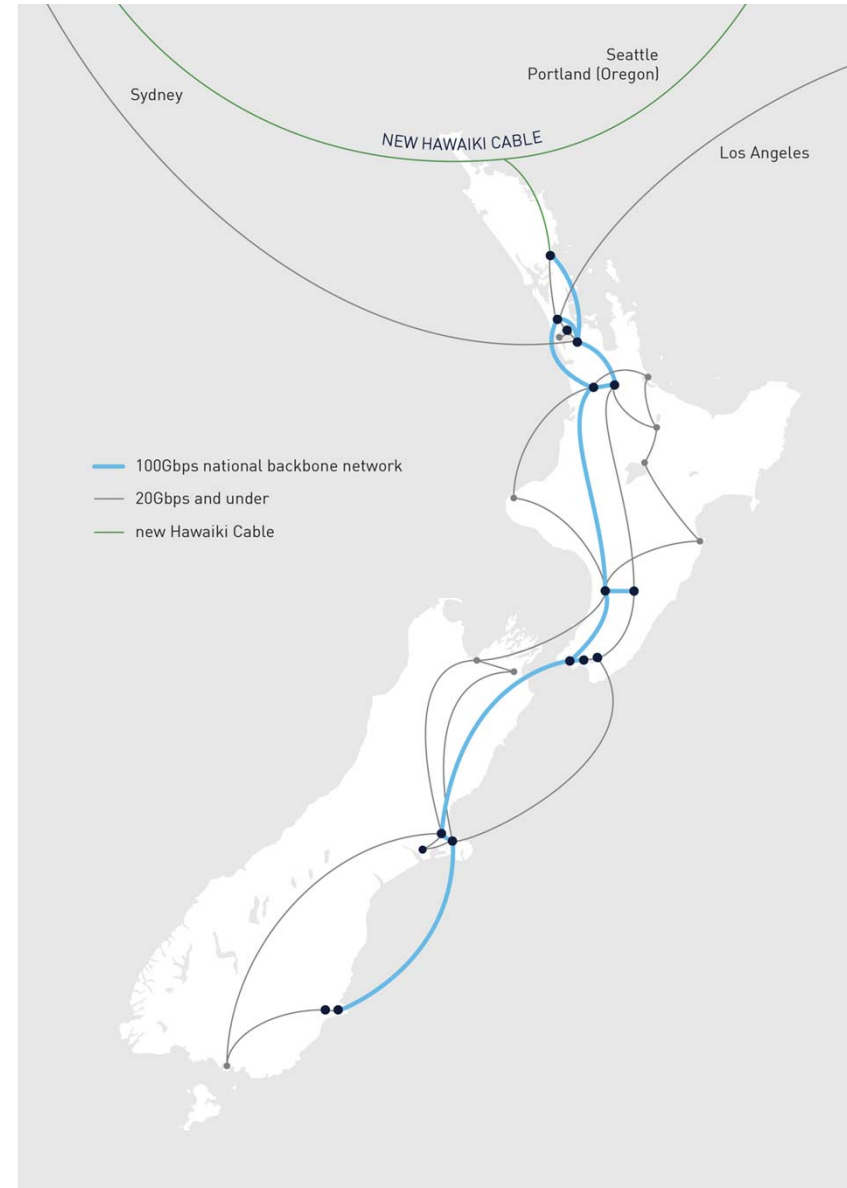 Seattle
Portland (Oregon)
Sydney
NEW HAWAIKI CABLE
Los Angeles
100Gbps national backbone network
20Gbps and under
new Hawaiki Cable